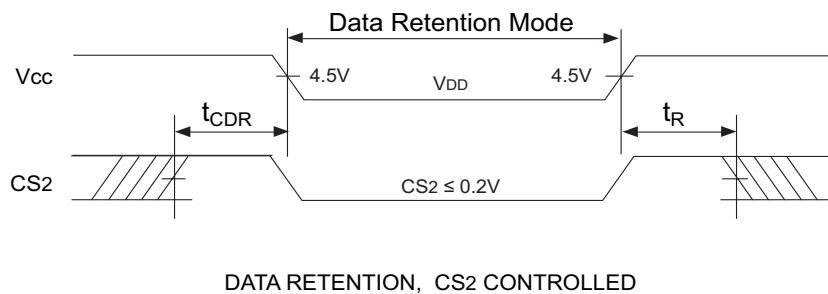 Data Retention Mode
Vcc
4.5V
VDD
4.5V
tCDR
tR
CS2
CS2 ≤ 0.2V
DATA RETENTION, CS2 CONTROLLED